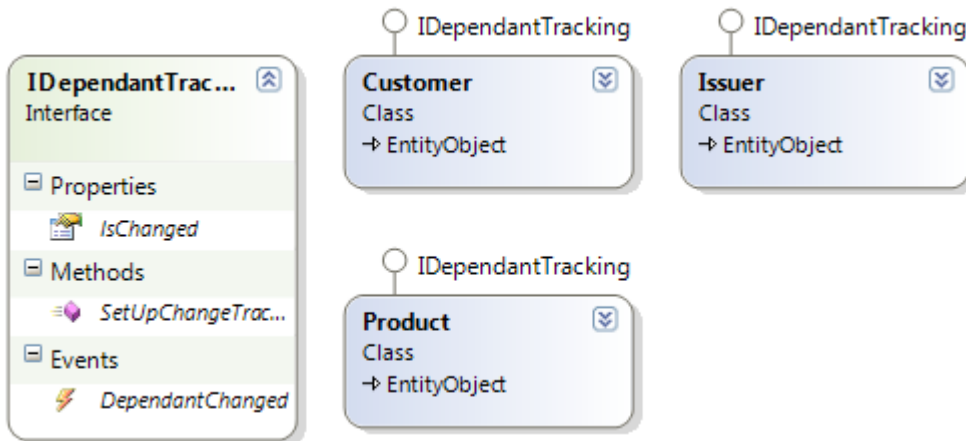 IDependantTrac...
Interface
Properties
IsChanged
Methods
SetUpChangeTrac...
Events
DependantChanged
IDependantTracking
Customer
Class
EntityObject
IDependantTracking
Issuer
Class
EntityObject
IDependantTracking
Product
Class
EntityObject